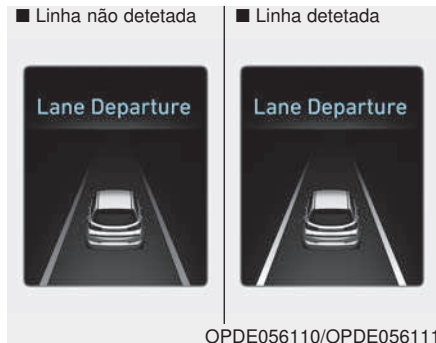 ■ Linha não detetada
■ Linha detetada
Lane Departure
Lane Departure
OPDE056110/OPDE056111